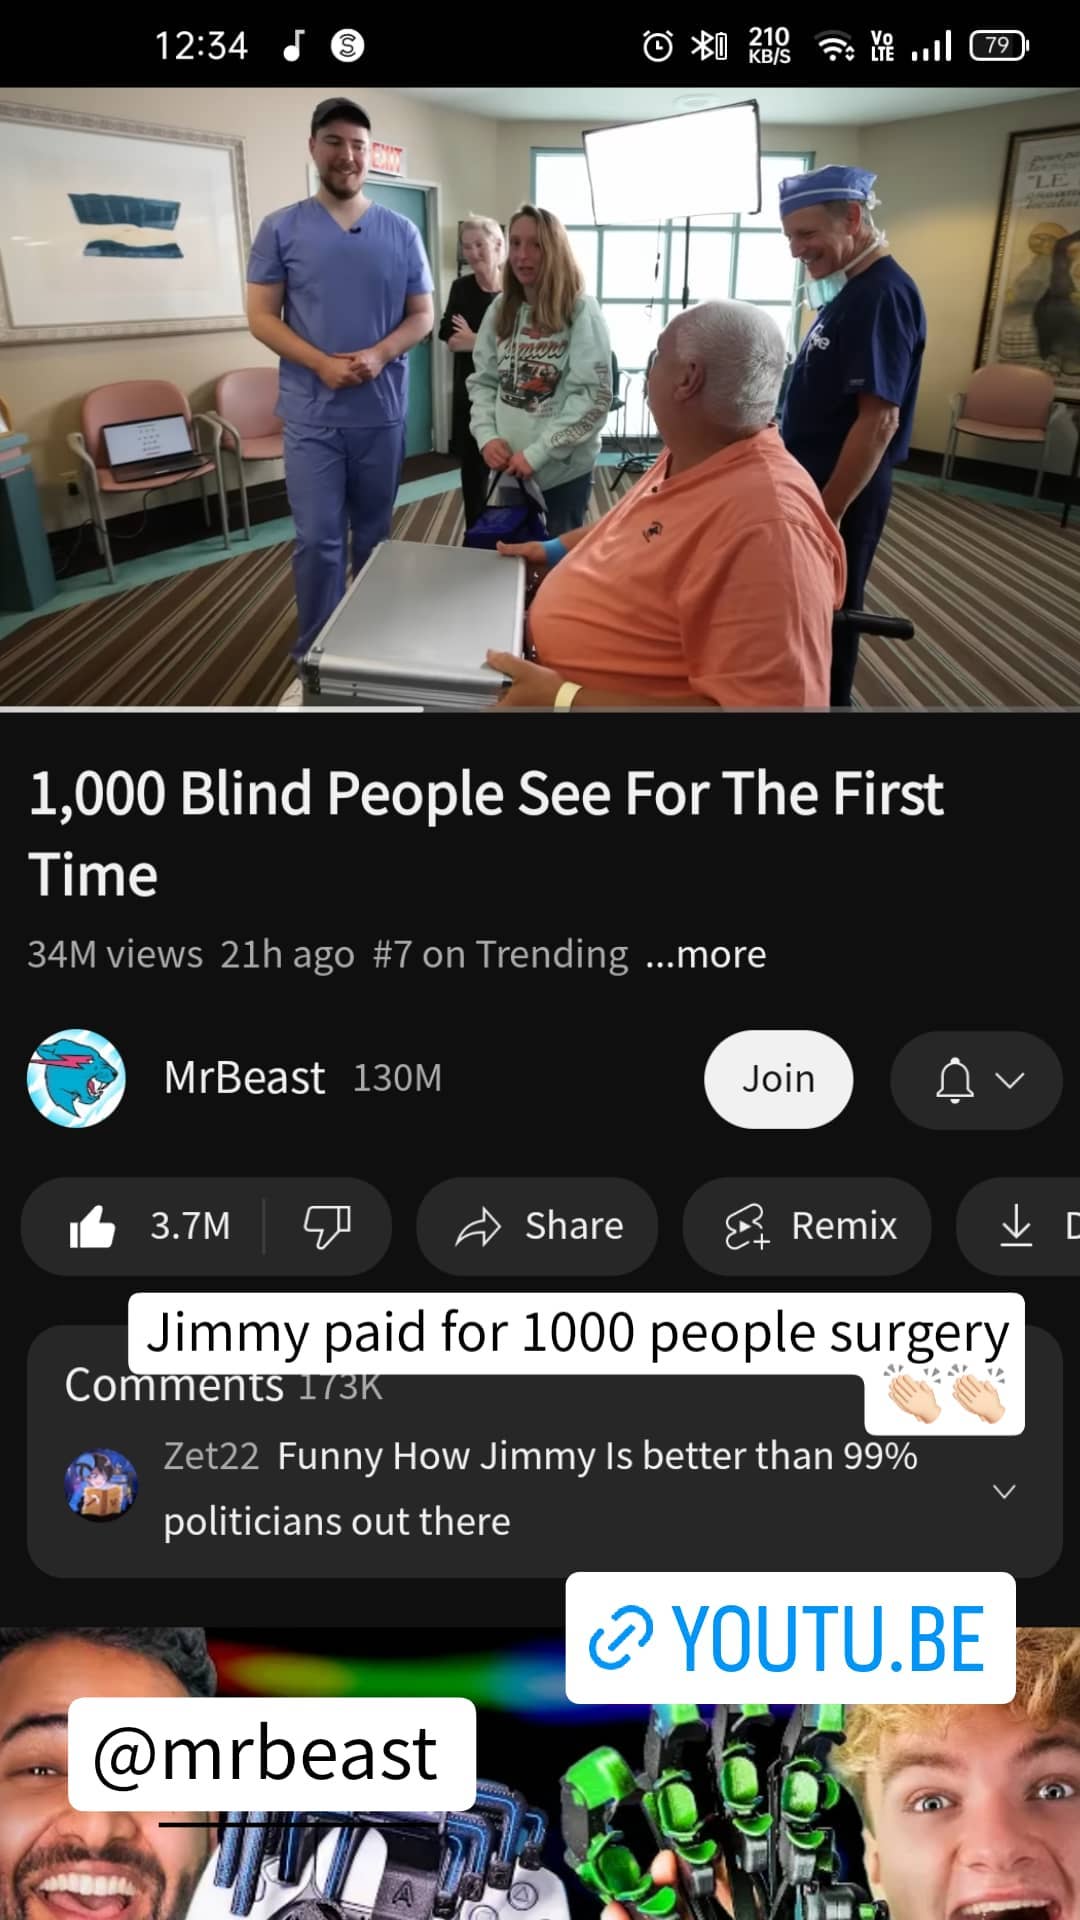 12:34
210
KB/S
Vo
LTE
79
EXIT
"LE
1,000 Blind People See For The First
Time
34M views 21h ago #7 on Trending ...more
MrBeast 130M
Join
3.7M
Share
Remix
D
Jimmy paid for 1000 people surgery
👏🏻👏🏻
Comments 173K
Zet22 Funny How Jimmy Is better than 99%
politicians out there
YOUTU.BE
@mrbeast
A